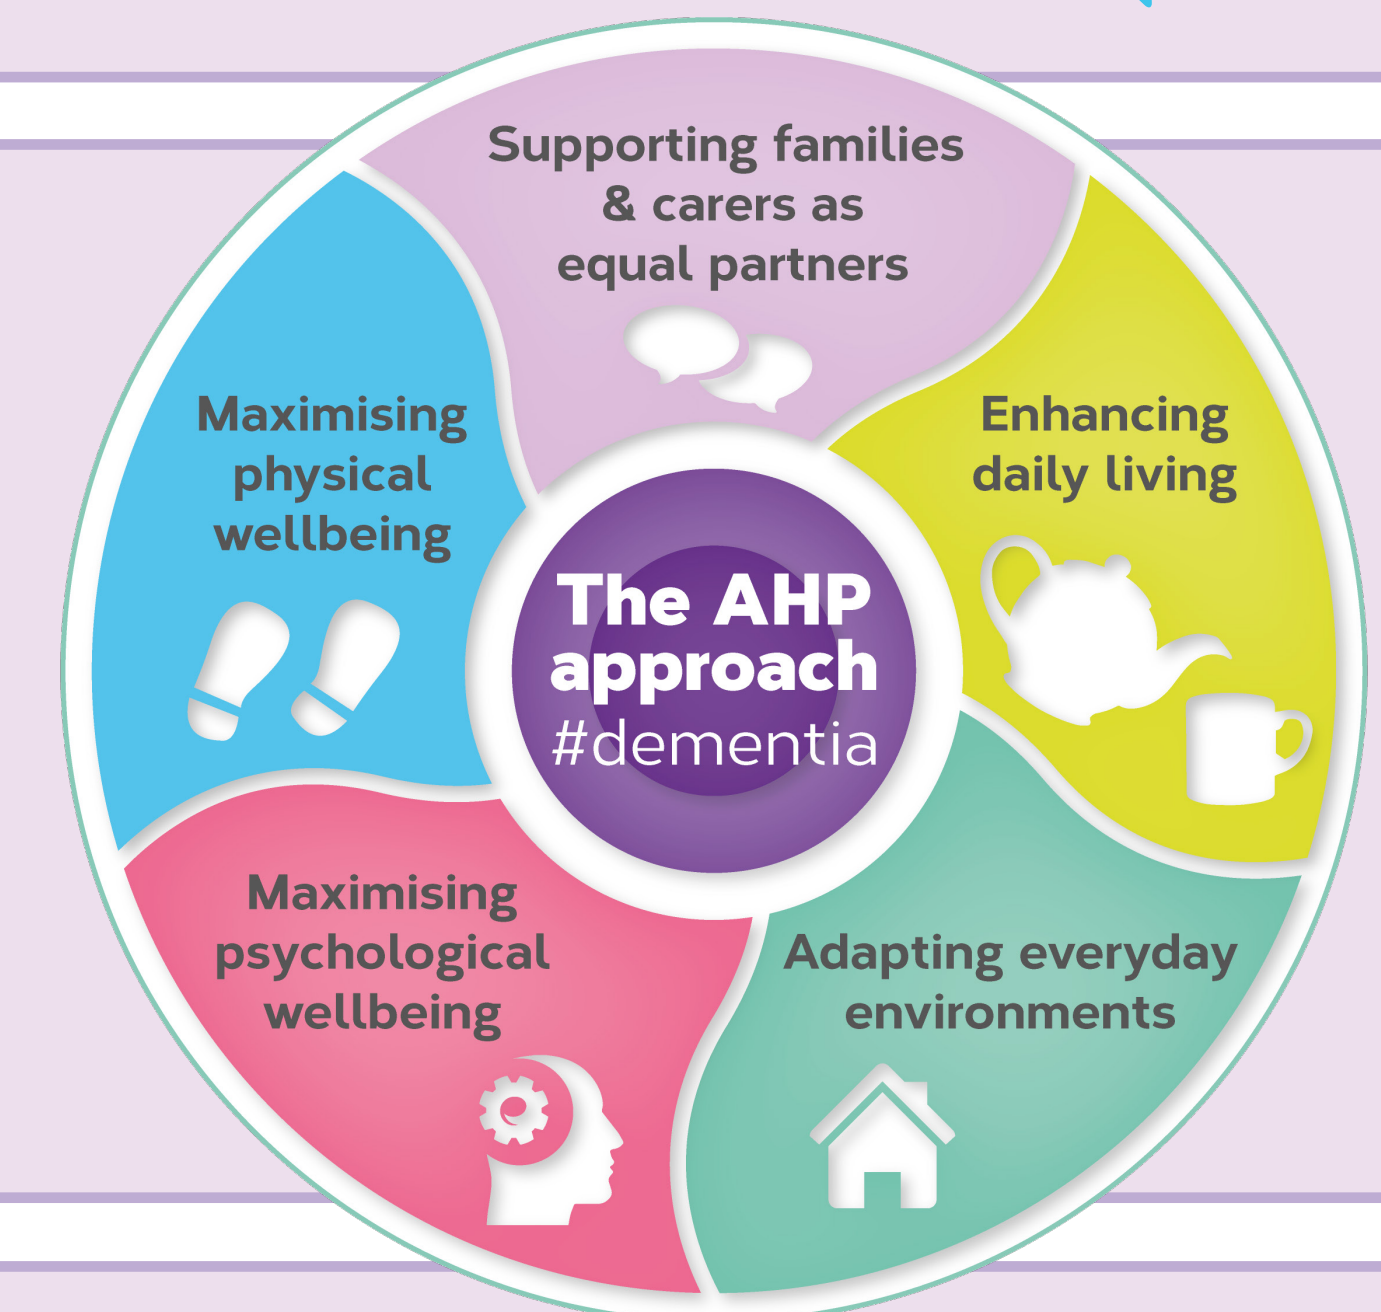 Supporting families
& carers as
equal partners
Enhancing
daily living
Adapting everyday
environments
Maximising
psychological
wellbeing
Maximising
physical
wellbeing
The AHP
approach
#dementia